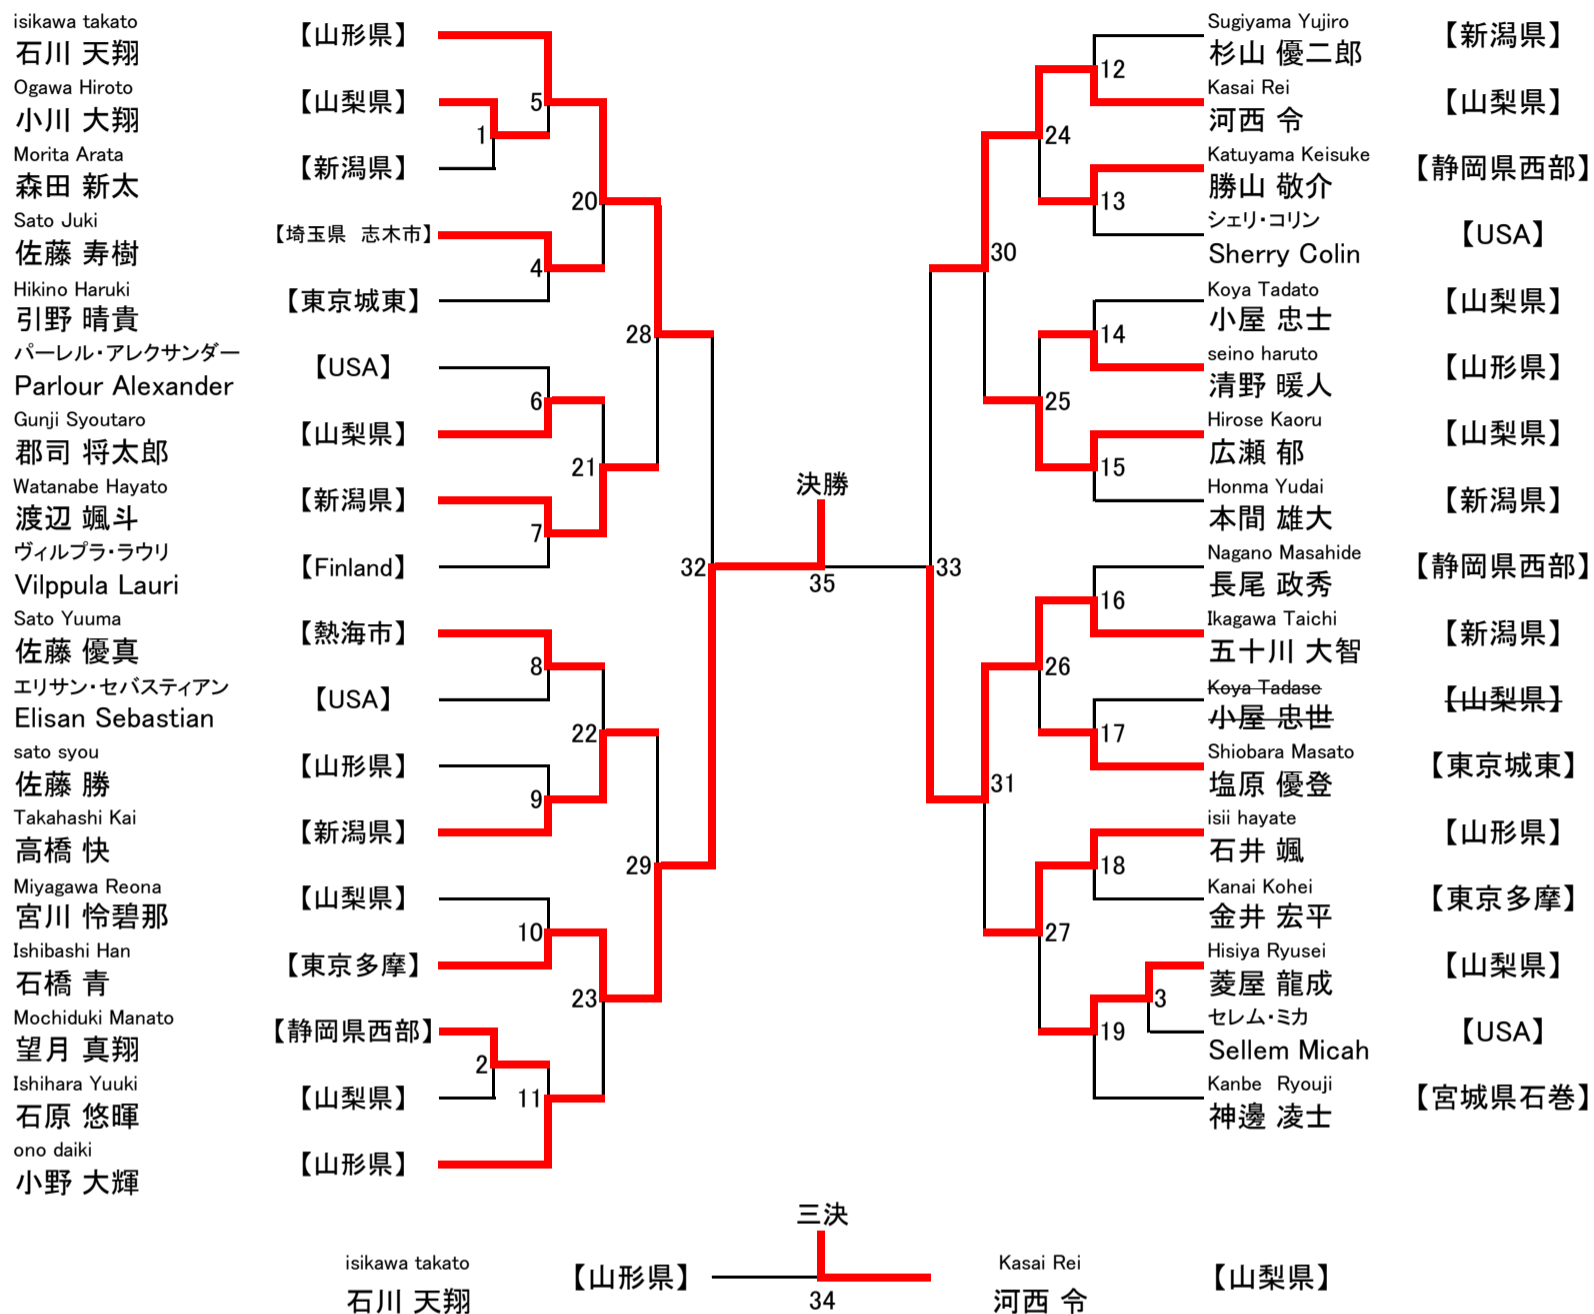 isikawa takato
石川 天翔
【山形県】
Ogawa Hiroto
小川 大翔
【山梨県】
Morita Arata
森田 新太
【新潟県】
Sato Juki
佐藤 寿樹
【埼玉県　志木市】
Hikino Haruki
引野 晴貴
【東京城東】
パーレル・アレクサンダー
Parlour Alexander
【USA】
Gunji Syoutaro
郡司 将太郎
【山梨県】
Watanabe Hayato
渡辺 颯斗
【新潟県】
ヴィルプラ・ラウリ
Vilppula Lauri
【Finland】
Sato Yuuma
佐藤 優真
【熱海市】
エリサン・セバスティアン
Elisan Sebastian
【USA】
sato syou
佐藤 勝
【山形県】
Takahashi Kai
高橋 快
【新潟県】
Miyagawa Reona
宮川 怜碧那
【山梨県】
Ishibashi Han
石橋 青
【東京多摩】
Mochiduki Manato
望月 真翔
【静岡県西部】
Ishihara Yuuki
石原 悠暉
【山梨県】
ono daiki
小野 大輝
【山形県】
5
1
20
4
28
6
21
7
32
8
22
9
29
10
23
2
11
決勝
35
12
24
13
30
14
25
15
33
16
26
17
31
18
27
3
19
Sugiyama Yujiro
杉山 優二郎
【新潟県】
Kasai Rei
河西 令
【山梨県】
Katuyama Keisuke
勝山 敬介
【静岡県西部】
シェリ・コリン
Sherry Colin
【USA】
Koya Tadato
小屋 忠士
【山梨県】
seino haruto
清野 暖人
【山形県】
Hirose Kaoru
広瀬 郁
【山梨県】
Honma Yudai
本間 雄大
【新潟県】
Nagano Masahide
長尾 政秀
【静岡県西部】
Ikagawa Taichi
五十川 大智
【新潟県】
Koya Tadase
小屋 忠世
【山梨県】
Shiobara Masato
塩原 優登
【東京城東】
isii hayate
石井 颯
【山形県】
Kanai Kohei
金井 宏平
【東京多摩】
Hisiya Ryusei
菱屋 龍成
【山梨県】
セレム・ミカ
Sellem Micah
【USA】
Kanbe　Ryouji
神邊 凌士
【宮城県石巻】
三決
isikawa takato
石川 天翔
【山形県】
34
Kasai Rei
河西 令
【山梨県】